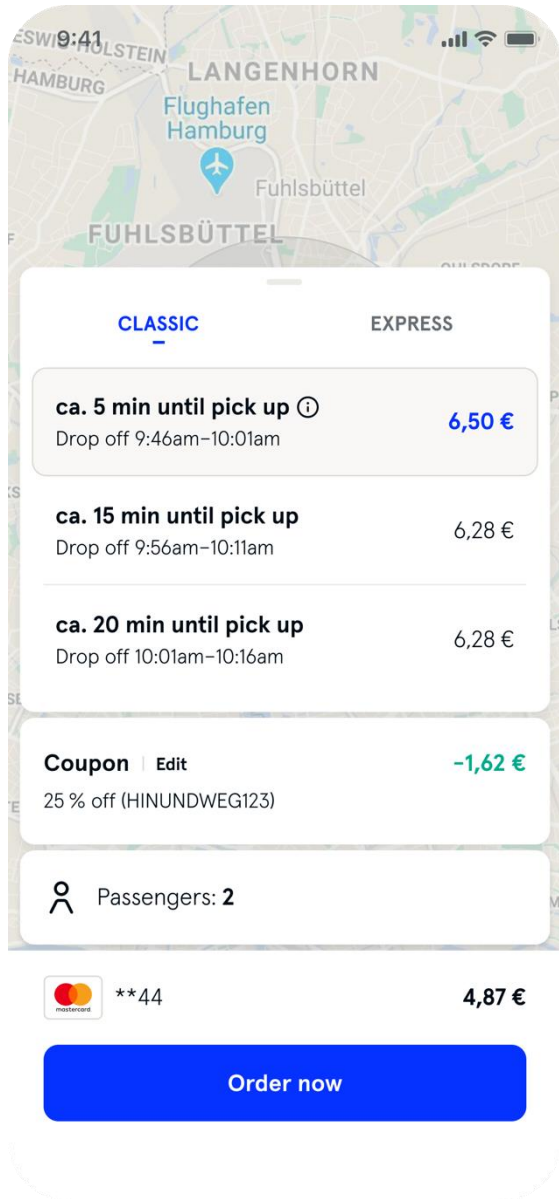 9:41
HOLSTEIN
HAMBURG
LANGENHORN
Flughafen
Hamburg
Fuhlsbüttel
FUHLSBÜTTEL
CLASSIC
EXPRESS
ca. 5 min until pick up
6,50 €
Drop off 9:46am–10:01am
ca. 15 min until pick up
6,28 €
Drop off 9:56am–10:11am
ca. 20 min until pick up
6,28 €
Drop off 10:01am–10:16am
Coupon | Edit
-1,62 €
25 % off (HINUNDWEG123)
Passengers: 2
mastercard
**44
4,87 €
Order now